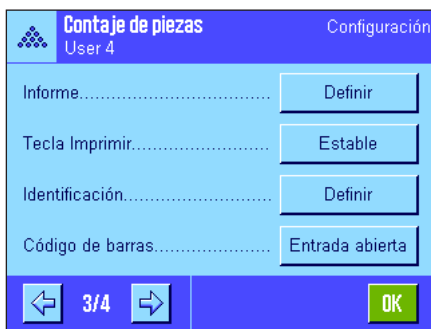 Contaje de piezas Configuración
User 4
Informe................................... Definir
Tecla Imprimir......................... Estable
Identificación........................... Definir
Código de barras..................... Entrada abierta
3/4 OK